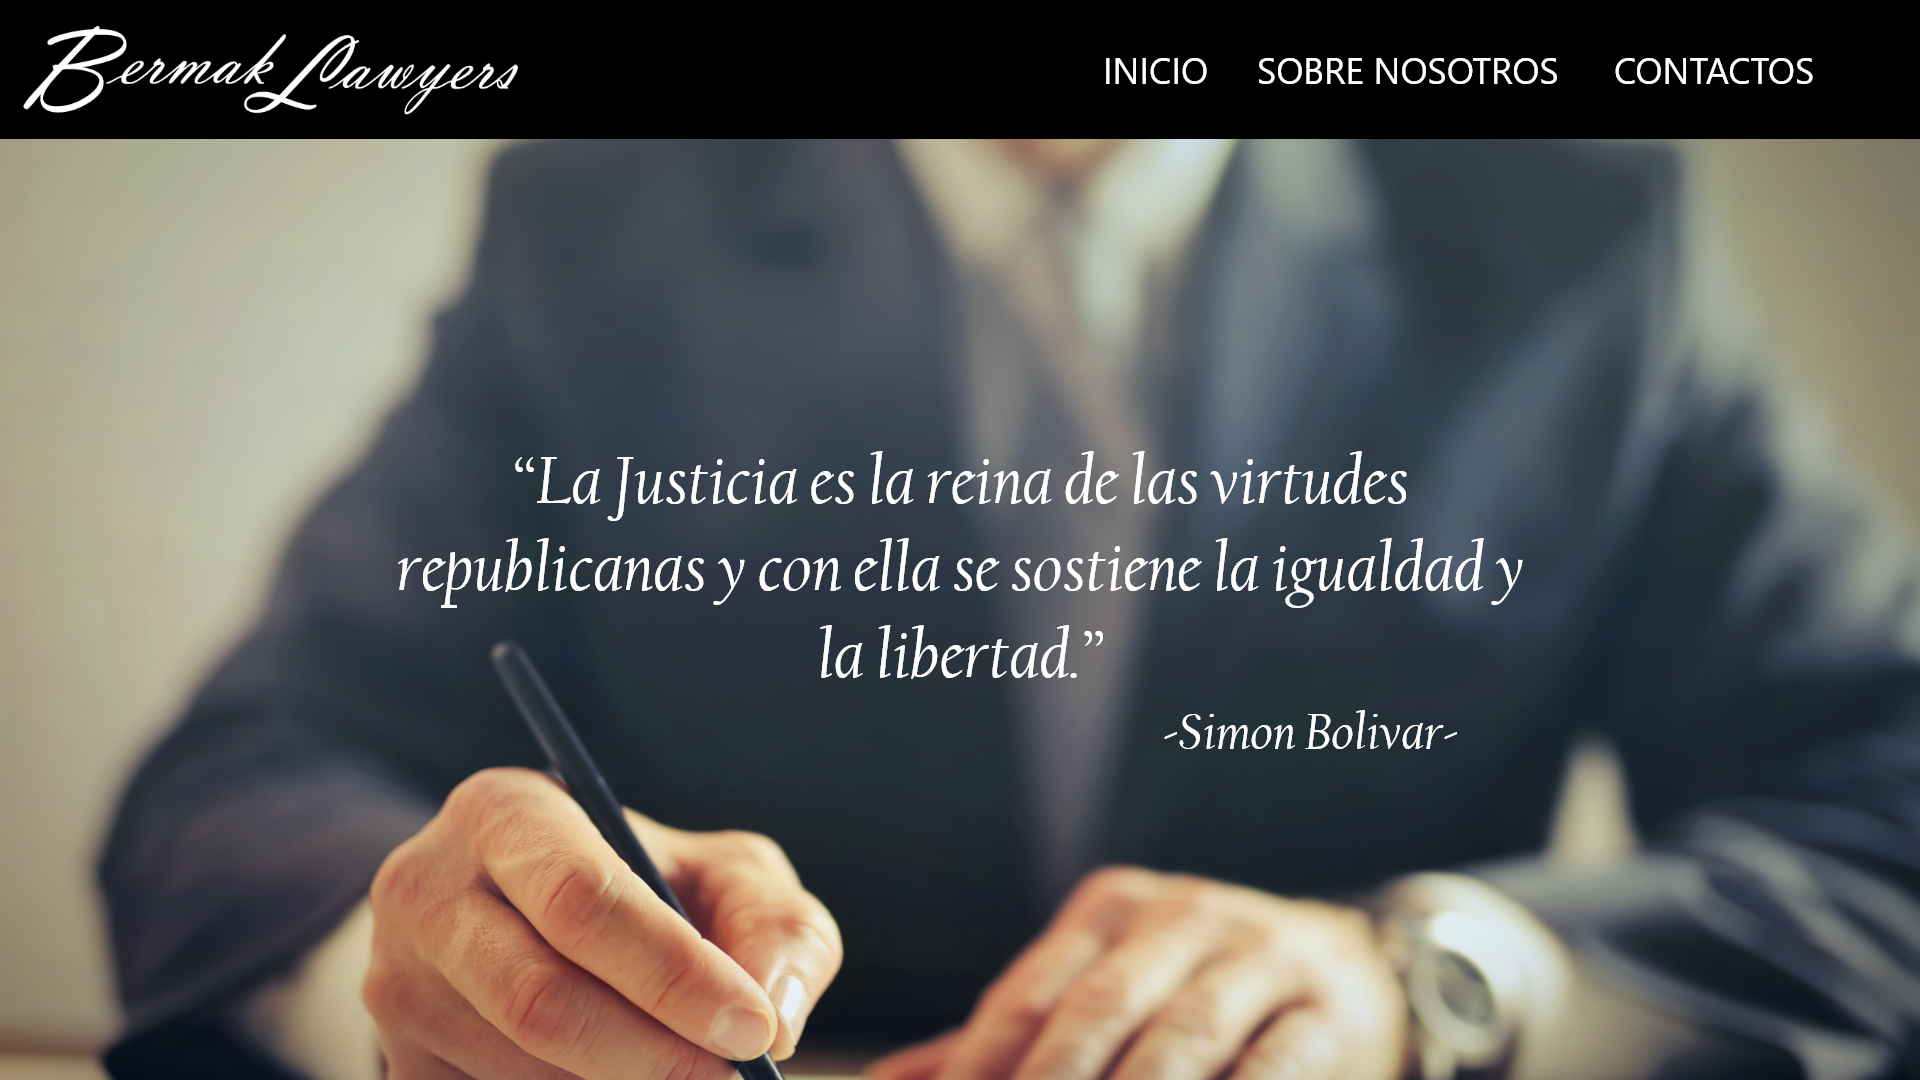 Bermak Lawyers
INICIO SOBRE NOSOTROS CONTACTOS
“La Justicia es la reina de las virtudes
republicanas y con ella se sostiene la igualdad y
la libertad.”
-Simon Bolivar-